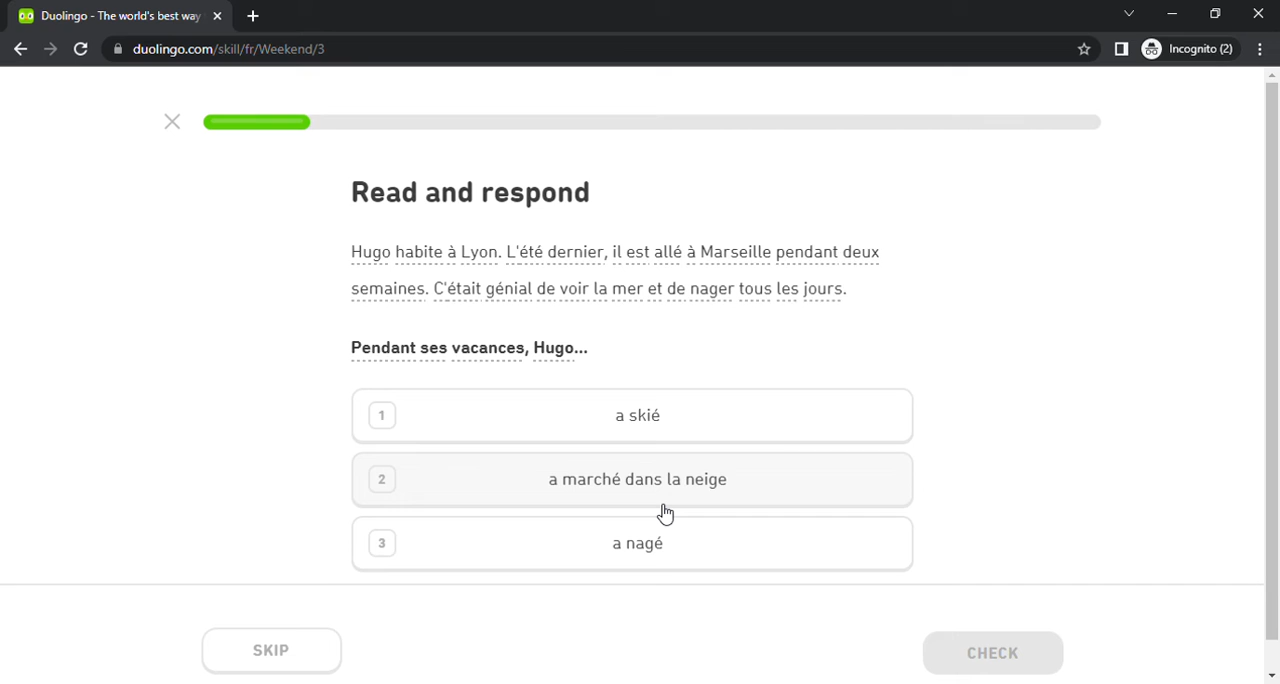 Duolingo - The world's best way
duolingo.com/skill/fr/Weekend/3
Incognito (2)
Read and respond
Hugo habite à Lyon. L'été dernier, il est allé à Marseille pendant deux
semaines. C'était génial de voir la mer et de nager tous les jours.
Pendant ses vacances, Hugo...
1 a skié
2 a marché dans la neige
3 a nagé
SKIP
CHECK